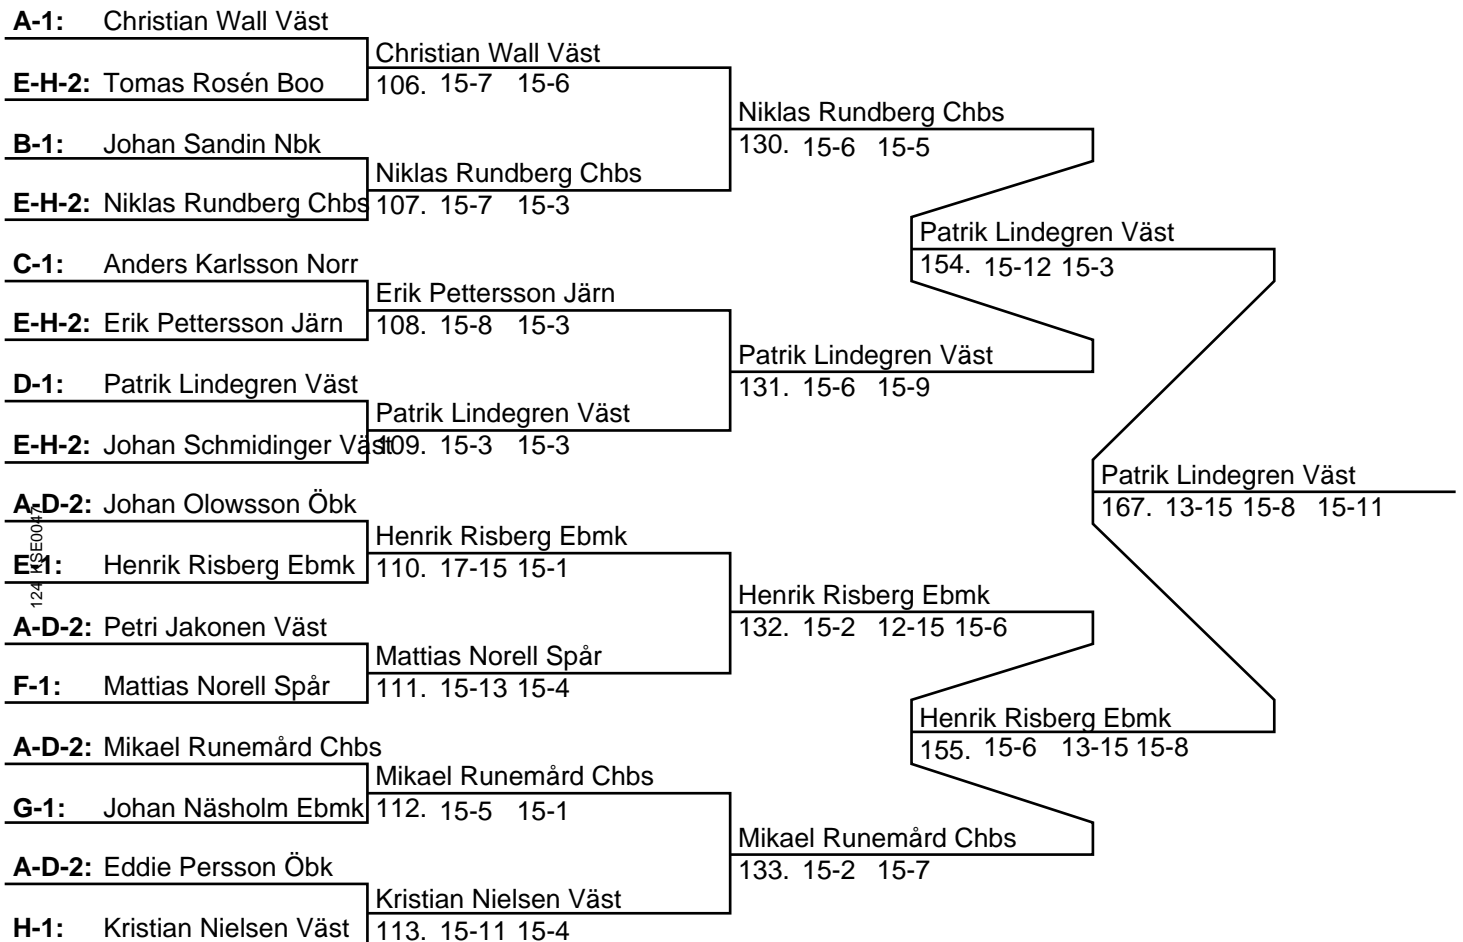 A-1: Christian Wall Väst
Christian Wall Väst
E-H-2: Tomas Rosén Boo
106. 15-7 15-6
Niklas Rundberg Chbs
130. 15-6 15-5
B-1: Johan Sandin Nbk
Niklas Rundberg Chbs
E-H-2: Niklas Rundberg Chbs
107. 15-7 15-3
Patrik Lindegren Väst
154. 15-12 15-3
C-1: Anders Karlsson Norr
Erik Pettersson Järn
E-H-2: Erik Pettersson Järn
108. 15-8 15-3
Patrik Lindegren Väst
131. 15-6 15-9
D-1: Patrik Lindegren Väst
Patrik Lindegren Väst
E-H-2: Johan Schmidinger Väst
109. 15-3 15-3
Patrik Lindegren Väst
167. 13-15 15-8 15-11
A-D-2: Johan Olowsson Öbk
Henrik Risberg Ebmk
E-1: Henrik Risberg Ebmk
110. 17-15 15-1
Henrik Risberg Ebmk
132. 15-2 12-15 15-6
A-D-2: Petri Jakonen Väst
Mattias Norell Spår
F-1: Mattias Norell Spår
111. 15-13 15-4
Henrik Risberg Ebmk
155. 15-6 13-15 15-8
A-D-2: Mikael Runemård Chbs
Mikael Runemård Chbs
G-1: Johan Näsholm Ebmk
112. 15-5 15-1
Mikael Runemård Chbs
133. 15-2 15-7
A-D-2: Eddie Persson Öbk
Kristian Nielsen Väst
H-1: Kristian Nielsen Väst
113. 15-11 15-4